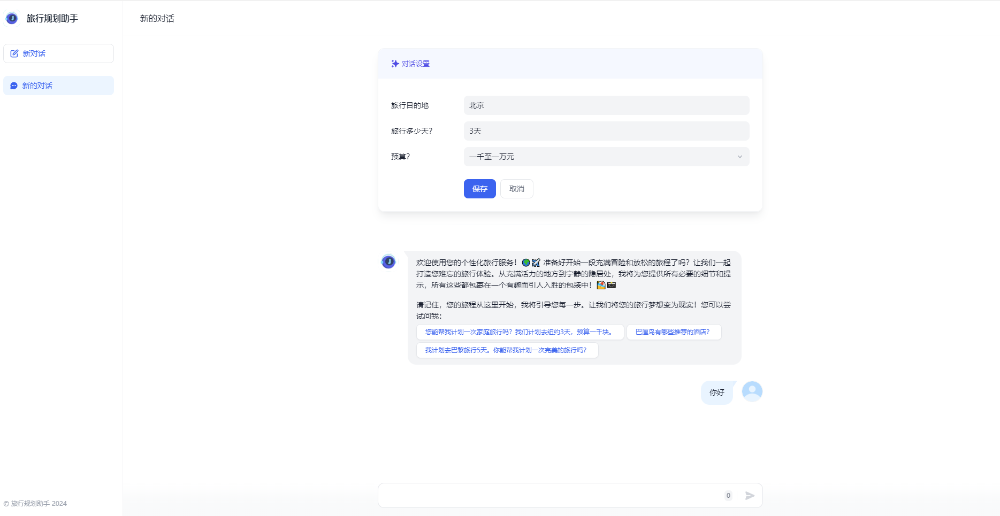 旅行规划助手
新的对话
新对话
新的对话
对话设置
旅行目的地
北京
旅行多少天?
3天
预算?
一千至一万元
保存
取消
欢迎使用您的个性化旅行服务！🌍✈️ 准备好开始一段充满冒险和放松的旅程了吗？让我们一起
打造您难忘的旅行体验。从充满活力的地方到宁静的隐居处，我将为您提供所有必要的细节和提
示，所有这些都包裹在一个有趣而引人入胜的包装中！🏖️📸
请记住，您的旅程从这里开始，我将引导您每一步。让我们将您的旅行梦想变为现实！您可以尝
试问我：
您能帮我计划一次家庭旅行吗？我们计划去纽约3天，预算一千块。
巴厘岛有哪些推荐的酒店？
我计划去巴黎旅行5天。你能帮我计划一次完美的旅行吗？
你好
0
© 旅行规划助手 2024